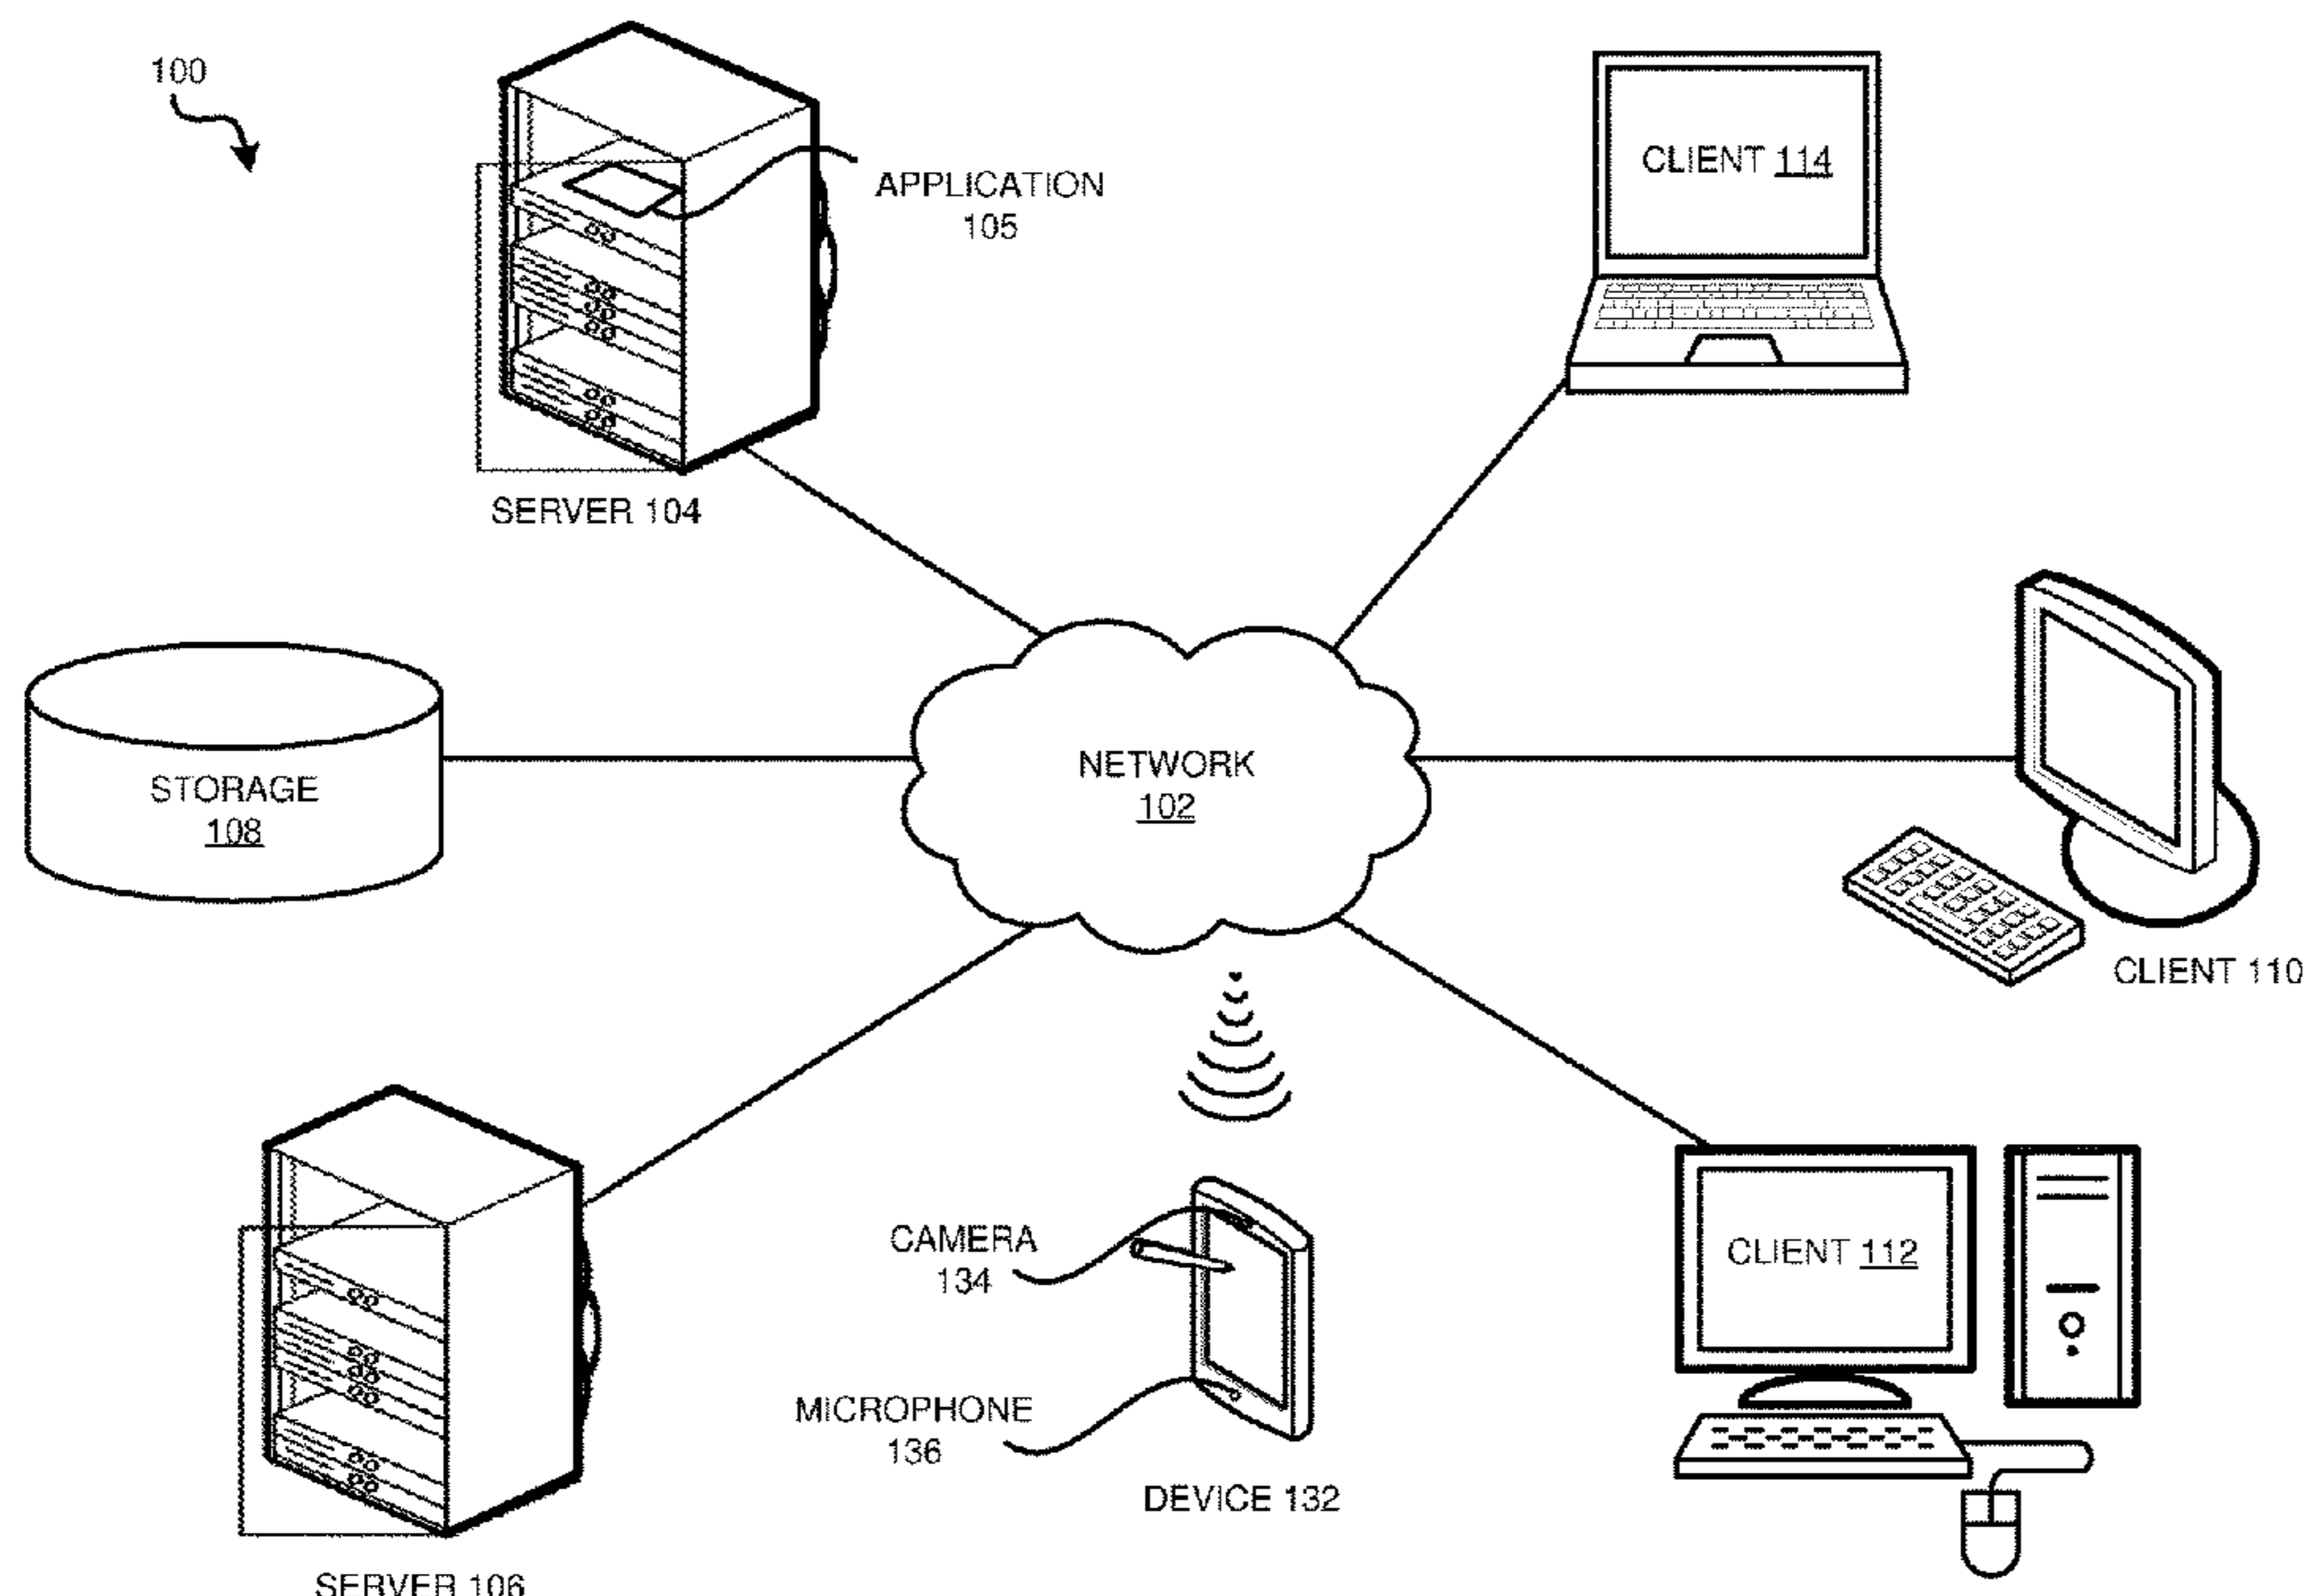 100
APPLICATION
105
CLIENT 114
SERVER 104
STORAGE
108
NETWORK
102
CLIENT 110
CAMERA
134
CLIENT 112
MICROPHONE
136
DEVICE 132
SERVER 106